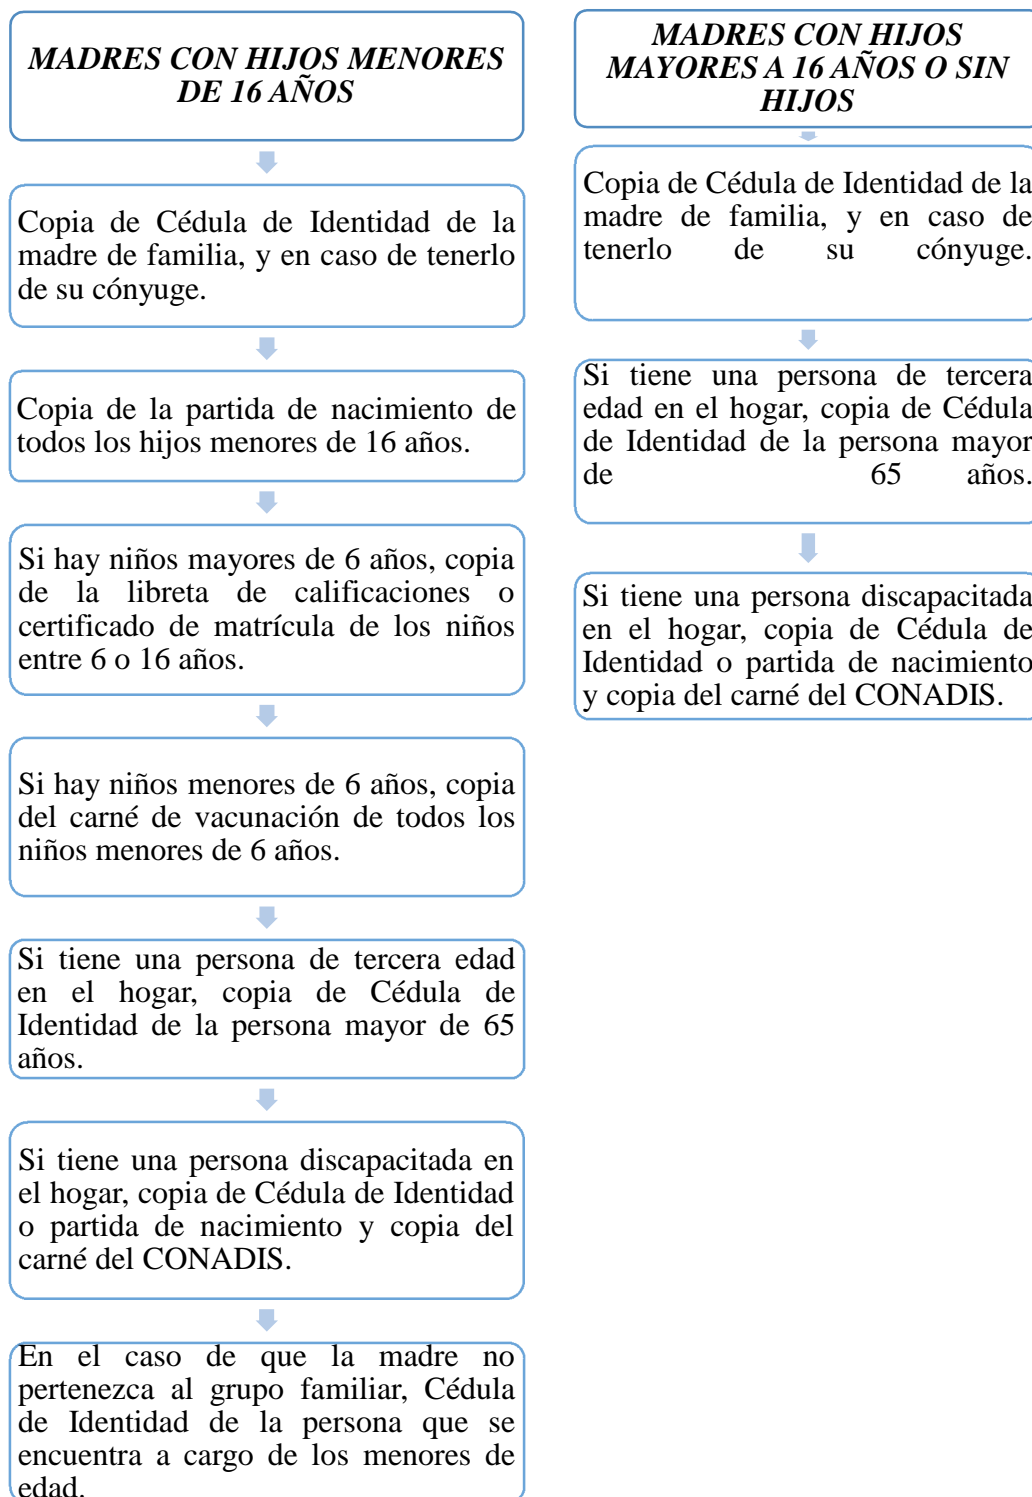 MADRES CON HIJOS MENORES
DE 16 AÑOS
Copia de Cédula de Identidad de la
madre de familia, y en caso de tenerlo
de su cónyuge.
Copia de la partida de nacimiento de
todos los hijos menores de 16 años.
Si hay niños mayores de 6 años, copia
de la libreta de calificaciones o
certificado de matrícula de los niños
entre 6 o 16 años.
Si hay niños menores de 6 años, copia
del carné de vacunación de todos los
niños menores de 6 años.
Si tiene una persona de tercera edad
en el hogar, copia de Cédula de
Identidad de la persona mayor de 65
años.
Si tiene una persona discapacitada en
el hogar, copia de Cédula de Identidad
o partida de nacimiento y copia del
carné del CONADIS.
En el caso de que la madre no
pertenezca al grupo familiar, Cédula
de Identidad de la persona que se
encuentra a cargo de los menores de
edad.
MADRES CON HIJOS
MAYORES A 16 AÑOS O SIN
HIJOS
Copia de Cédula de Identidad de la
madre de familia, y en caso de
tenerlo de su cónyuge.
Si tiene una persona de tercera
edad en el hogar, copia de Cédula
de Identidad de la persona mayor
de 65 años.
Si tiene una persona discapacitada
en el hogar, copia de Cédula de
Identidad o partida de nacimiento
y copia del carné del CONADIS.